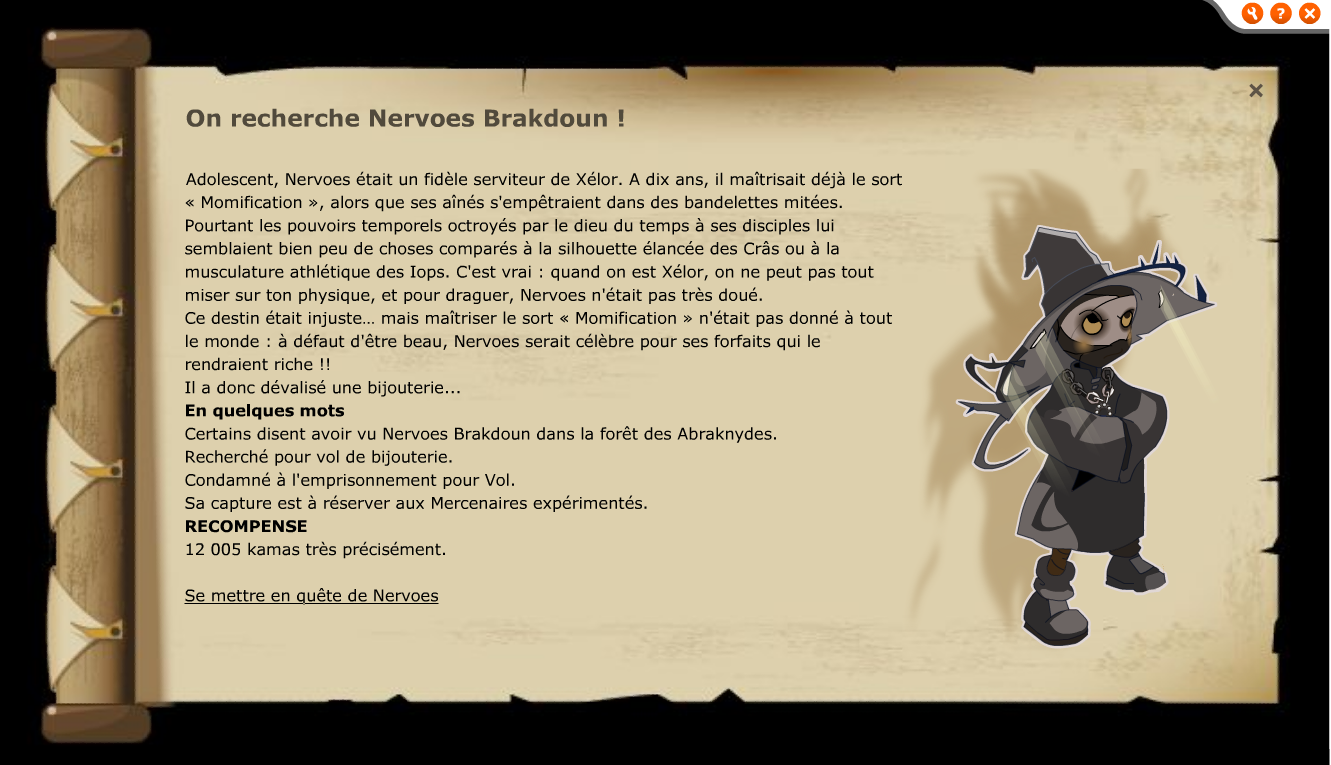 On recherche Nervoes Brakdoun !
Adolescent, Nervoes était un fidèle serviteur de Xélor. A dix ans, il maîtrisait déjà le sort
« Momification », alors que ses aînés s'empêtraient dans des bandelettes mitées.
Pourtant les pouvoirs temporels octroyés par le dieu du temps à ses disciples lui
semblaient bien peu de choses comparés à la silhouette élancée des Crâs ou à la
musculature athlétique des Iops. C'est vrai : quand on est Xélor, on ne peut pas tout
miser sur ton physique, et pour draguer, Nervoes n'était pas très doué.
Ce destin était injuste... mais maîtriser le sort « Momification » n'était pas donné à tout
le monde : à défaut d'être beau, Nervoes serait célèbre pour ses forfaits qui le
rendraient riche !!
Il a donc dévalisé une bijouterie...
En quelques mots
Certains disent avoir vu Nervoes Brakdoun dans la forêt des Abraknydes.
Recherché pour vol de bijouterie.
Condamné à l'emprisonnement pour Vol.
Sa capture est à réserver aux Mercenaires expérimentés.
RECOMPENSE
12 005 kamas très précisément.
Se mettre en quête de Nervoes